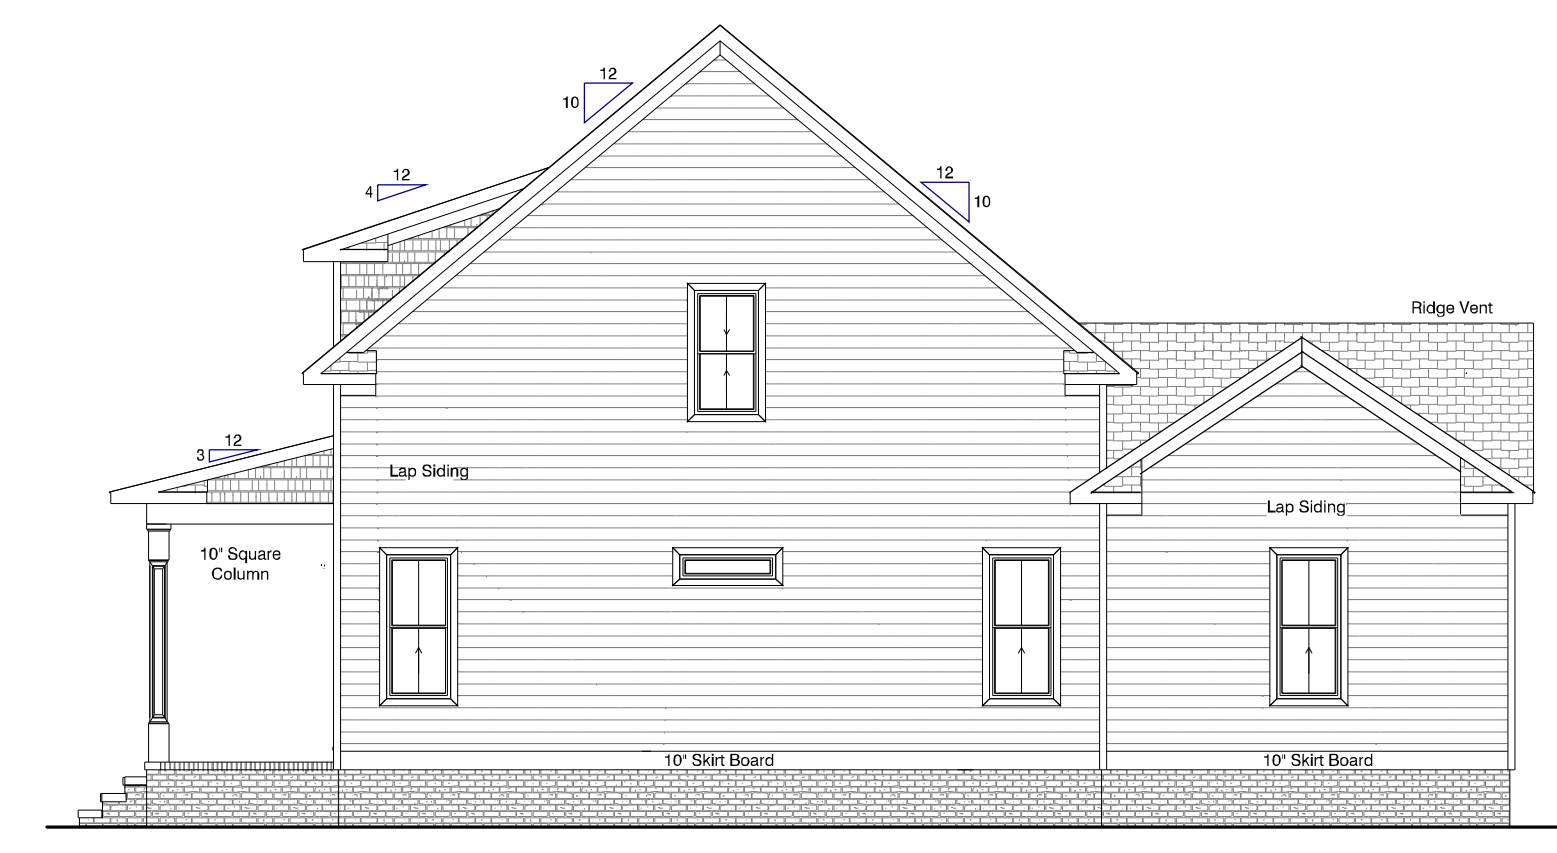 12
10
12
4
12
10
Ridge Vent
12
3
Lap Siding
Lap Siding
10" Square
Column
10" Skirt Board
10" Skirt Board